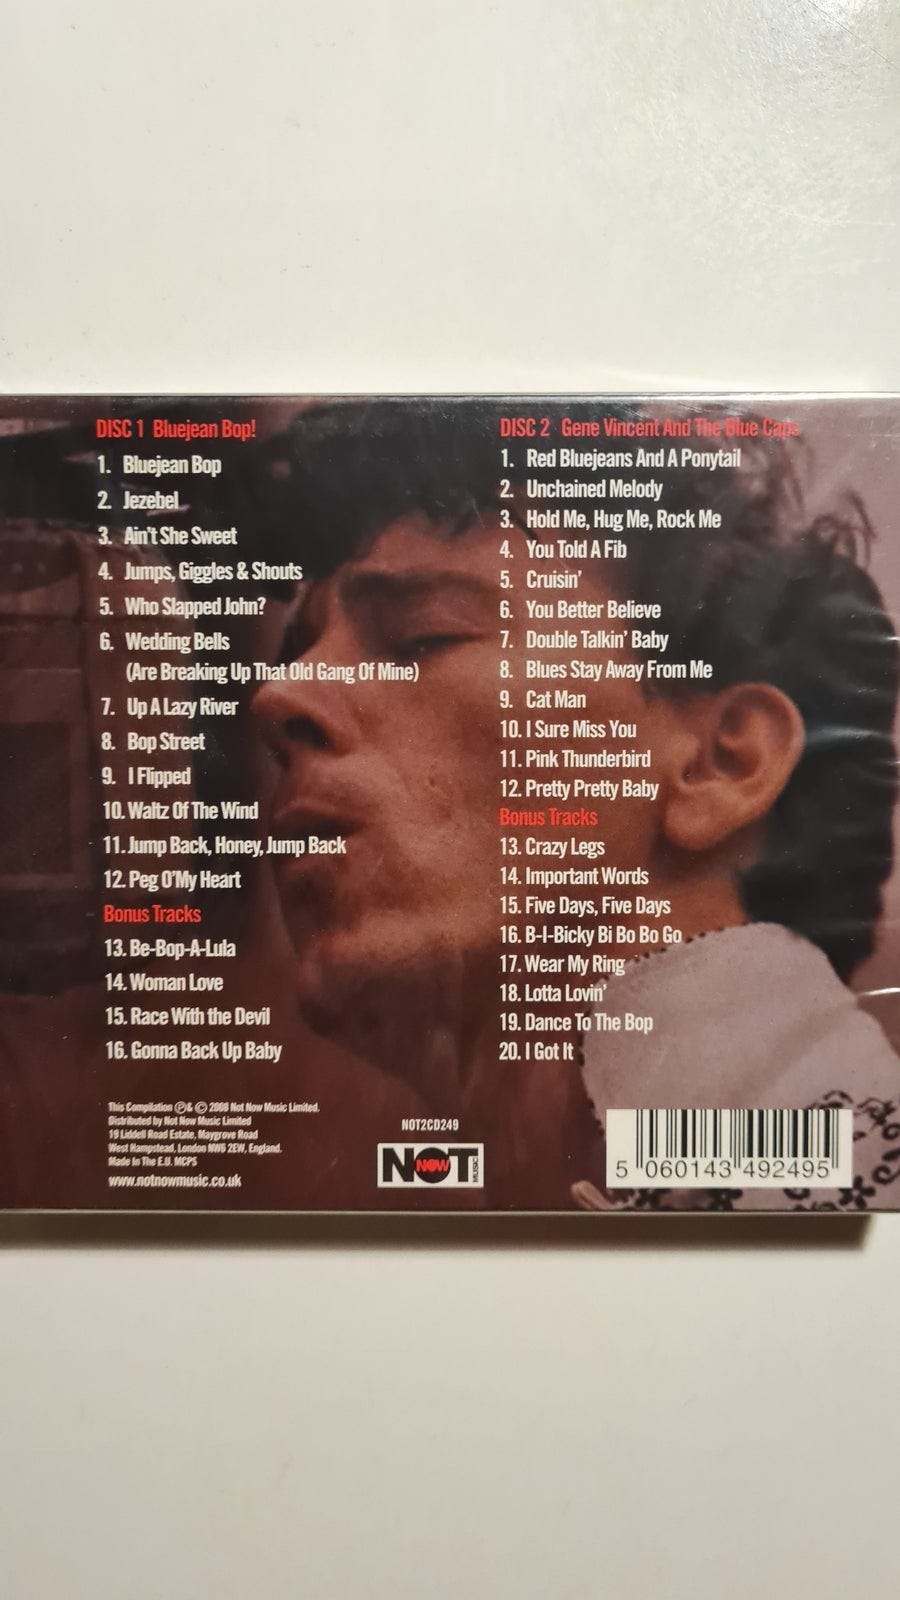 DISC 1 Bluejean Bop!
1. Bluejean Bop
2. Jezebel
3. Ain't She Sweet
4. Jumps, Giggles & Shouts
5. Who Slapped John?
6. Wedding Bells
(Are Breaking Up That Old Gang Of Mine)
7. Up A Lazy River
8. Bop Street
9. I Flipped
10. Waltz Of The Wind
11. Jump Back, Honey, Jump Back
12. Peg O'My Heart
Bonus Tracks
13. Be-Bop-A-Lula
14. Woman Love
15. Race With the Devil
16. Gonna Back Up Baby
DISC 2 Gene Vincent And The Blue Caps
1. Red Bluejeans And A Ponytail
2. Unchained Melody
3. Hold Me, Hug Me, Rock Me
4. You Told A Fib
5. Cruisin'
6. You Better Believe
7. Double Talkin' Baby
8. Blues Stay Away From Me
9. Cat Man
10. I Sure Miss You
11. Pink Thunderbird
12. Pretty Pretty Baby
Bonus Tracks
13. Crazy Legs
14. Important Words
15. Five Days, Five Days
16. B-I-Bicky Bi Bo Bo Go
17. Wear My Ring
18. Lotta Lovin'
19. Dance To The Bop
20. I Got It
This Compilation ℗& © 2008 Not Now Music Limited.
Distributed by Not Now Music Limited
19 Liddell Road Estate, Maygrove Road
West Hampstead, London NW6 2EW, England.
Made In The E.U. MCPS
www.notnowmusic.co.uk
NOT2CD249
NOT NOW MUSIC
5 060143 492495